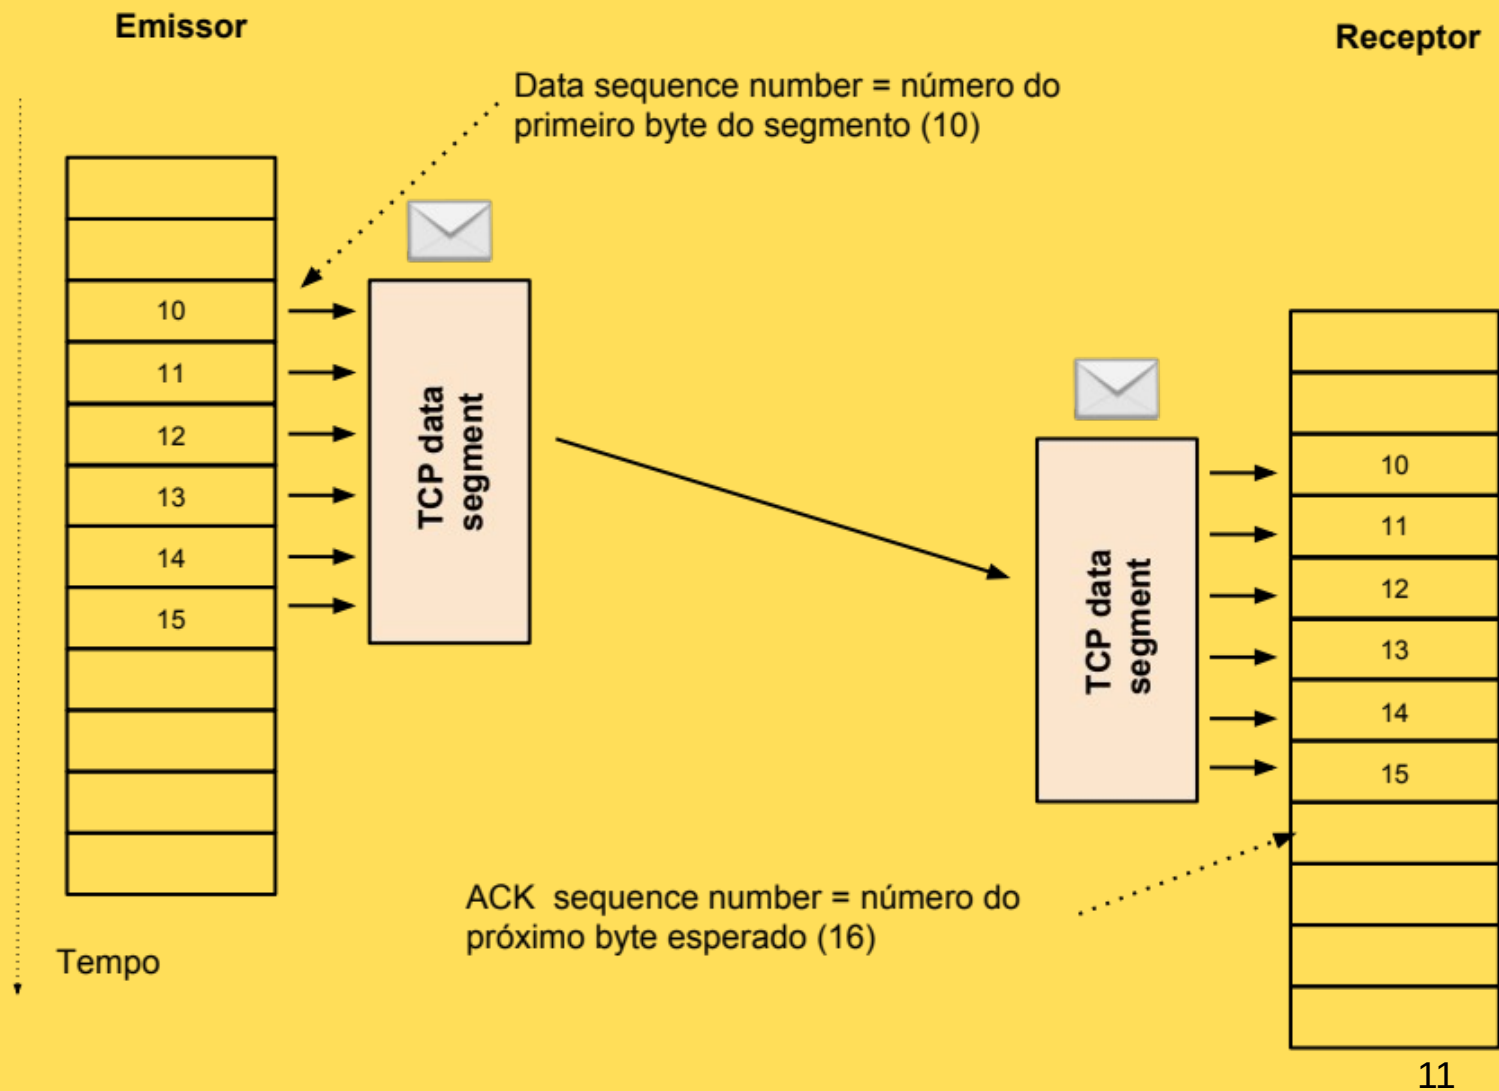 Emissor
Receptor
Data sequence number = número do
primeiro byte do segmento (10)
10
11
12
13
14
15
TCP data
segment
TCP data
segment
10
11
12
13
14
15
ACK sequence number = número do
próximo byte esperado (16)
Tempo
11